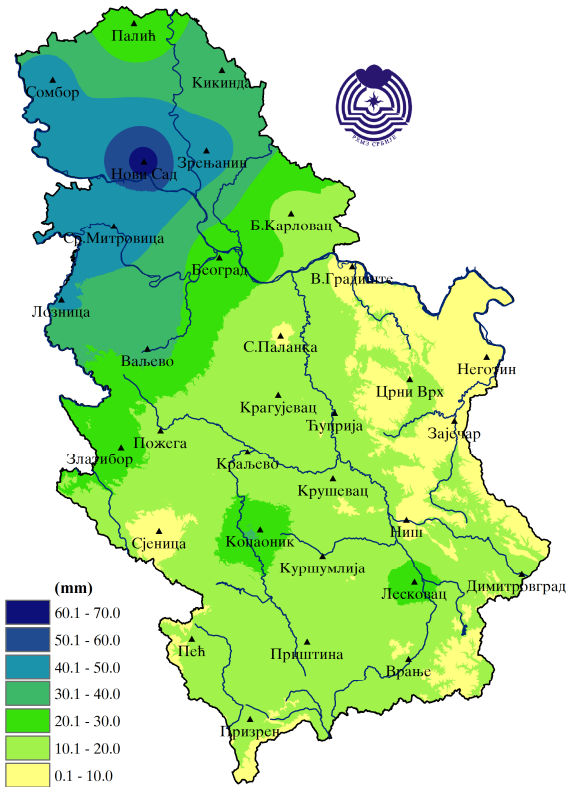 Палић
Кикинда
Сомбор
Зрењанин
Нови Сад
РХМЗ СРБИЈЕ
Б.Карловац
Ср.Митровица
Београд
В.Градиште
Лозница
С.Паланка
Ваљево
Неготин
Црни Врх
Крагујевац
Ћуприја
Зајечар
Пожега
Златибор
Краљево
Крушевац
Ниш
Сјеница
Копаоник
Куршумлија
Димитровград
Лесковац
Пећ
Приштина
Врање
Призрен
(mm)
60.1 - 70.0
50.1 - 60.0
40.1 - 50.0
30.1 - 40.0
20.1 - 30.0
10.1 - 20.0
0.1 - 10.0